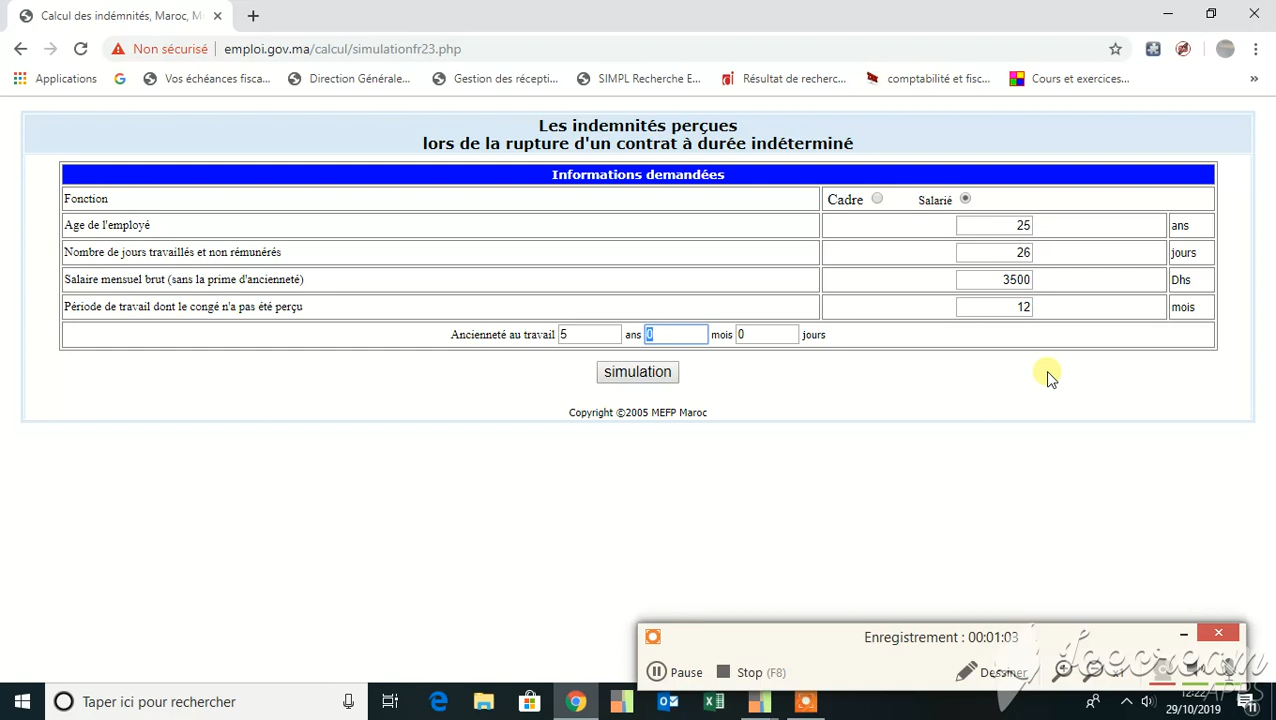 Calcul des indémnités, Maroc, M
Non sécurisé
emploi.gov.ma/calcul/simulationfr23.php
Applications
Vos échéances fisca...
Direction Générale...
Gestion des récepti...
SIMPL Recherche E...
Résultat de recherc...
comptabilité et fisc...
Cours et exercices...
»
Les indemnités perçues
lors de la rupture d'un contrat à durée indéterminé
Informations demandées
Fonction Cadre Salarié
Age de l'employé 25 ans
Nombre de jours travaillés et non rémunérés 26 jours
Salaire mensuel brut (sans la prime d'ancienneté) 3500 Dhs
Période de travail dont le congé n'a pas été perçu 12 mois
Ancienneté au travail 5 ans 0 mois 0 jours
simulation
Copyright ©2005 MEFP Maroc
Enregistrement : 00:01:03
Pause Stop (F8) Dessiner x1
Taper ici pour rechercher
12:22
29/10/2019
11